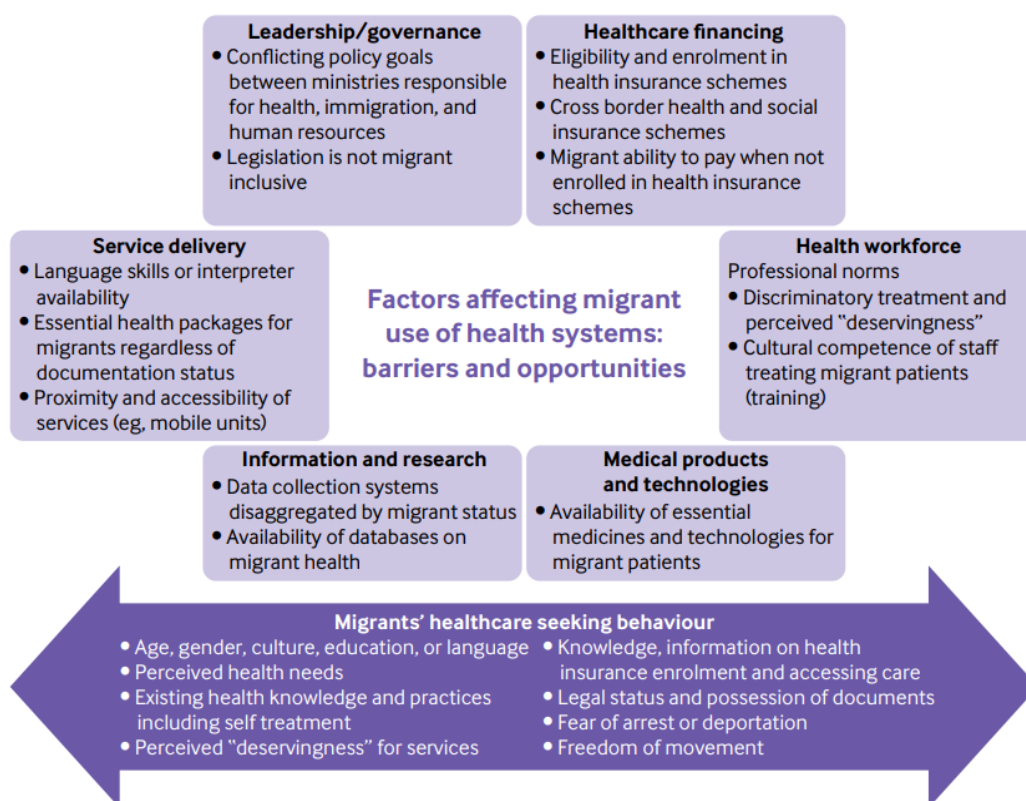 Leadership/governance
• Conflicting policy goals
between ministries responsible
for health, immigration, and
human resources
• Legislation is not migrant
inclusive
Healthcare financing
• Eligibility and enrolment in
health insurance schemes
• Cross border health and social
insurance schemes
• Migrant ability to pay when not
enrolled in health insurance
schemes
Service delivery
• Language skills or interpreter
availability
• Essential health packages for
migrants regardless of
documentation status
• Proximity and accessibility of
services (eg, mobile units)
Factors affecting migrant
use of health systems:
barriers and opportunities
Health workforce
Professional norms
• Discriminatory treatment and
perceived “deservingness”
• Cultural competence of staff
treating migrant patients
(training)
Information and research
• Data collection systems
disaggregated by migrant status
• Availability of databases on
migrant health
Medical products
and technologies
• Availability of essential
medicines and technologies for
migrant patients
Migrants’ healthcare seeking behaviour
• Age, gender, culture, education, or language
• Perceived health needs
• Existing health knowledge and practices
including self treatment
• Perceived “deservingness” for services
• Knowledge, information on health
insurance enrolment and accessing care
• Legal status and possession of documents
• Fear of arrest or deportation
• Freedom of movement